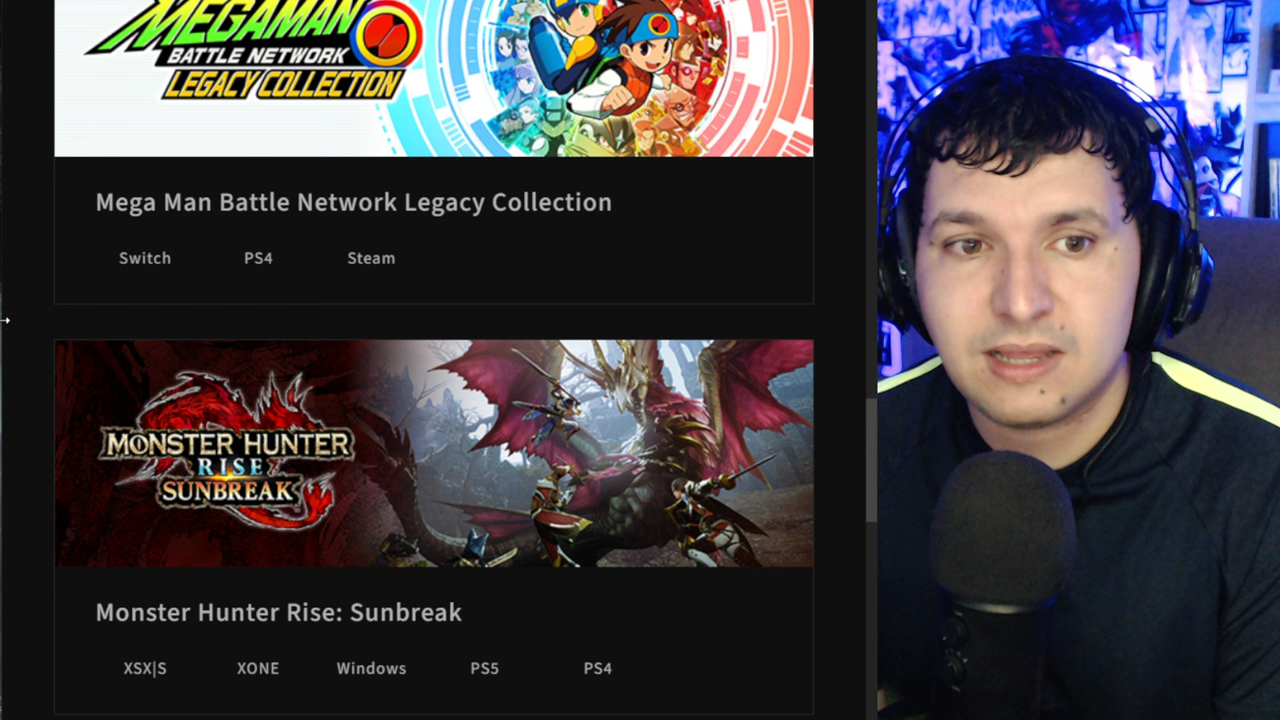 MEGAMAN
BATTLE NETWORK
LEGACY COLLECTION
Mega Man Battle Network Legacy Collection
Switch PS4 Steam
MONSTER HUNTER
RISE
SUNBREAK
Monster Hunter Rise: Sunbreak
XSX|S XONE Windows PS5 PS4